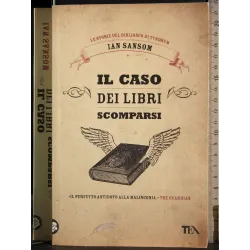 LE STORIE DEL BIBLIOBUS DI TUMDRUM
IAN SANSOM
IL CASO
DEI LIBRI
SCOMPARSI
«IL PERFETTO ANTIDOTO ALLA MALINCONIA.» THE GUARDIAN
TEA
IAN SANSOM
IL CASO
DEI LIBRI SCOMPARSI